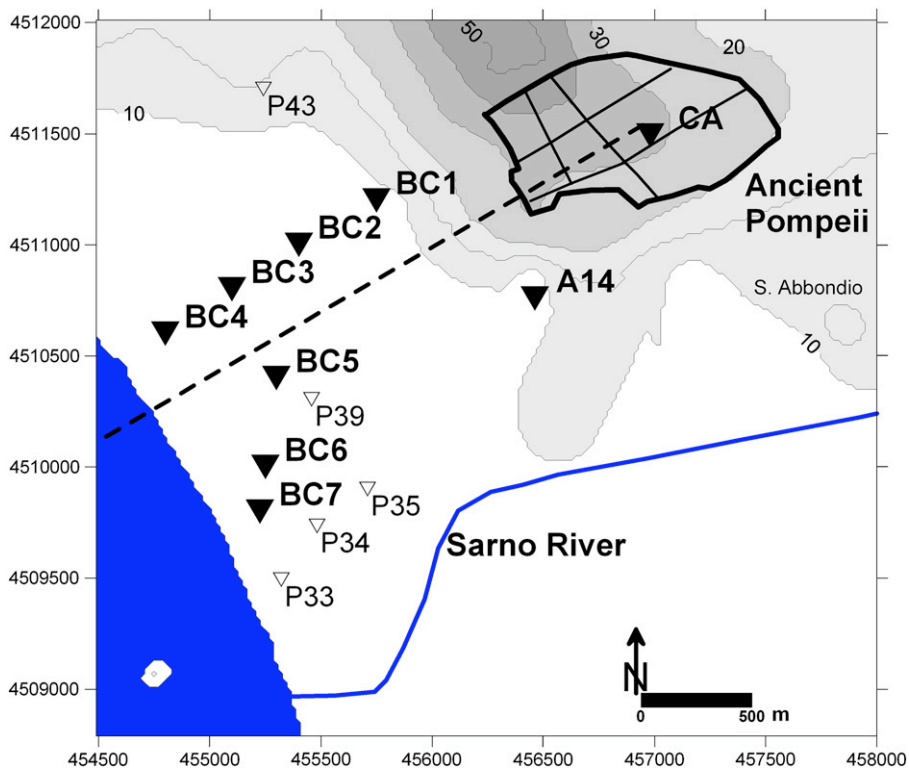 4512000
4511500
4511000
4510500
4510000
4509500
4509000
50
30
20
10
P43
CA
BC1
Ancient
Pompeii
BC2
BC3
A14
S. Abbondio
BC4
10
BC5
P39
BC6
P35
BC7
P34
Sarno River
P33
N
0
500 m
454500
455000
455500
456000
456500
457000
457500
458000